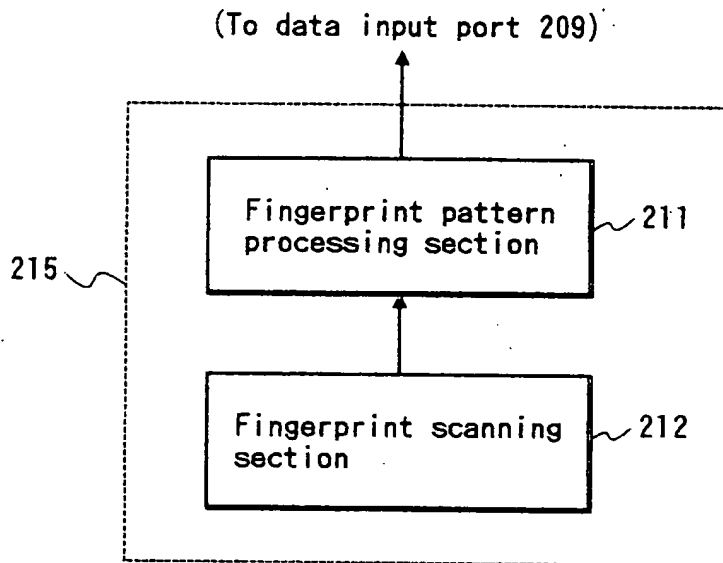 (To data input port 209)
Fingerprint pattern
processing section
211
215
Fingerprint scanning
section
212